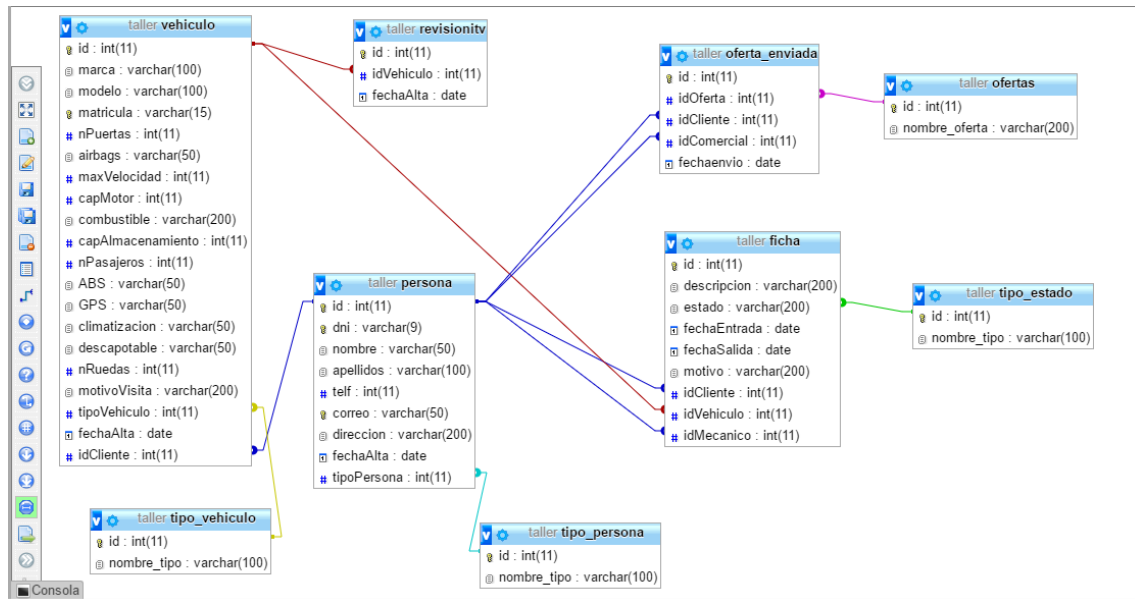 taller vehiculo
id : int(11)
marca : varchar(100)
modelo : varchar(100)
matricula : varchar(15)
nPuertas : int(11)
airbags : varchar(50)
maxVelocidad : int(11)
capMotor : int(11)
combustible : varchar(200)
capAlmacenamiento : int(11)
nPasajeros : int(11)
ABS : varchar(50)
GPS : varchar(50)
climatizacion : varchar(50)
descapotable : varchar(50)
nRuedas : int(11)
motivoVisita : varchar(200)
tipoVehiculo : int(11)
fechaAlta : date
idCliente : int(11)
taller revisionitv
id : int(11)
idVehiculo : int(11)
fechaAlta : date
taller oferta_enviada
id : int(11)
idOferta : int(11)
idCliente : int(11)
idComercial : int(11)
fechaenvio : date
taller ofertas
id : int(11)
nombre_oferta : varchar(200)
taller persona
id : int(11)
dni : varchar(9)
nombre : varchar(50)
apellidos : varchar(100)
telf : int(11)
correo : varchar(50)
direccion : varchar(200)
fechaAlta : date
tipoPersona : int(11)
taller ficha
id : int(11)
descripcion : varchar(200)
estado : varchar(200)
fechaEntrada : date
fechaSalida : date
motivo : varchar(200)
idCliente : int(11)
idVehiculo : int(11)
idMecanico : int(11)
taller tipo_estado
id : int(11)
nombre_tipo : varchar(100)
taller tipo_vehiculo
id : int(11)
nombre_tipo : varchar(100)
taller tipo_persona
id : int(11)
nombre_tipo : varchar(100)
Consola